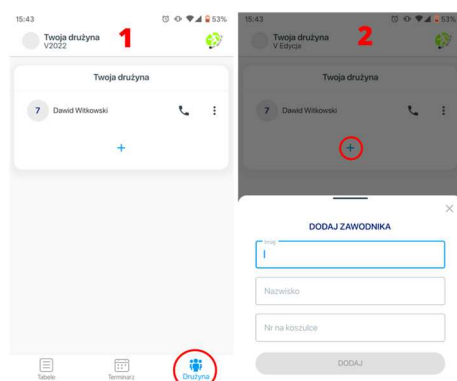 15:43
53%
Twoja drużyna
V2022
1
Twoja drużyna
7 Dawid Witkowski
+
Tabele
Terminarz
Drużyna
15:43
53%
Twoja drużyna
V Edycja
2
Twoja drużyna
7 Dawid Witkowski
+
DODAJ ZAWODNIKA
Imię
Nazwisko
Nr na koszulce
DODAJ